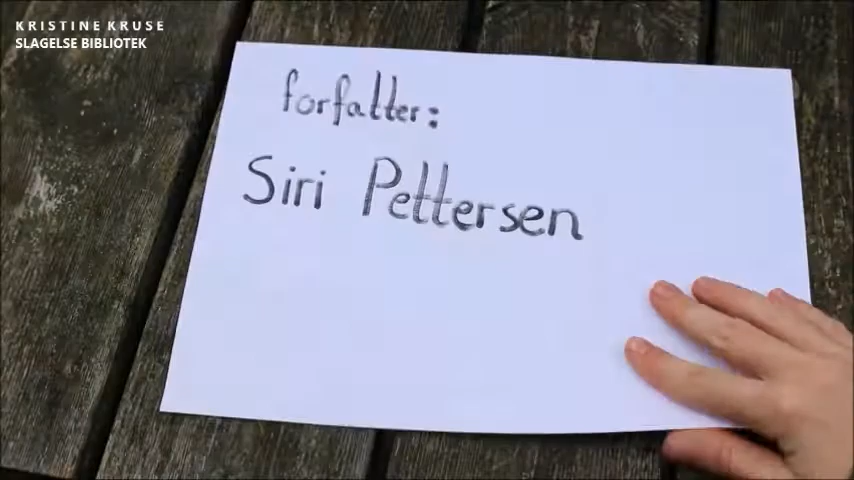 KRISTINE KRUSE
SLAGELSE BIBLIOTEK
forfatter:
Siri Pettersen